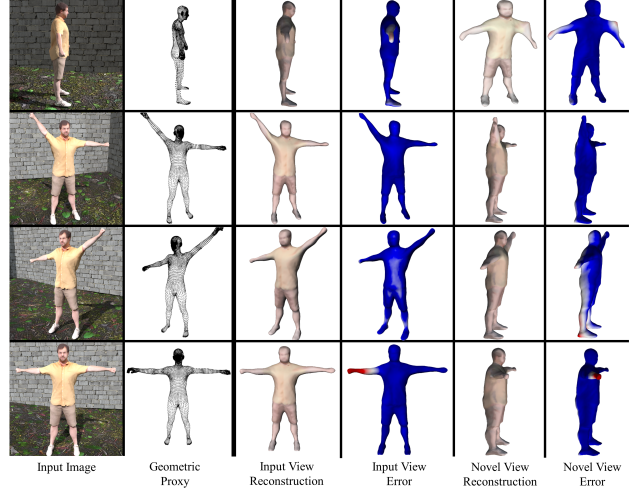 Input Image
Geometric
Proxy
Input View
Reconstruction
Input View
Error
Novel View
Reconstruction
Novel View
Error